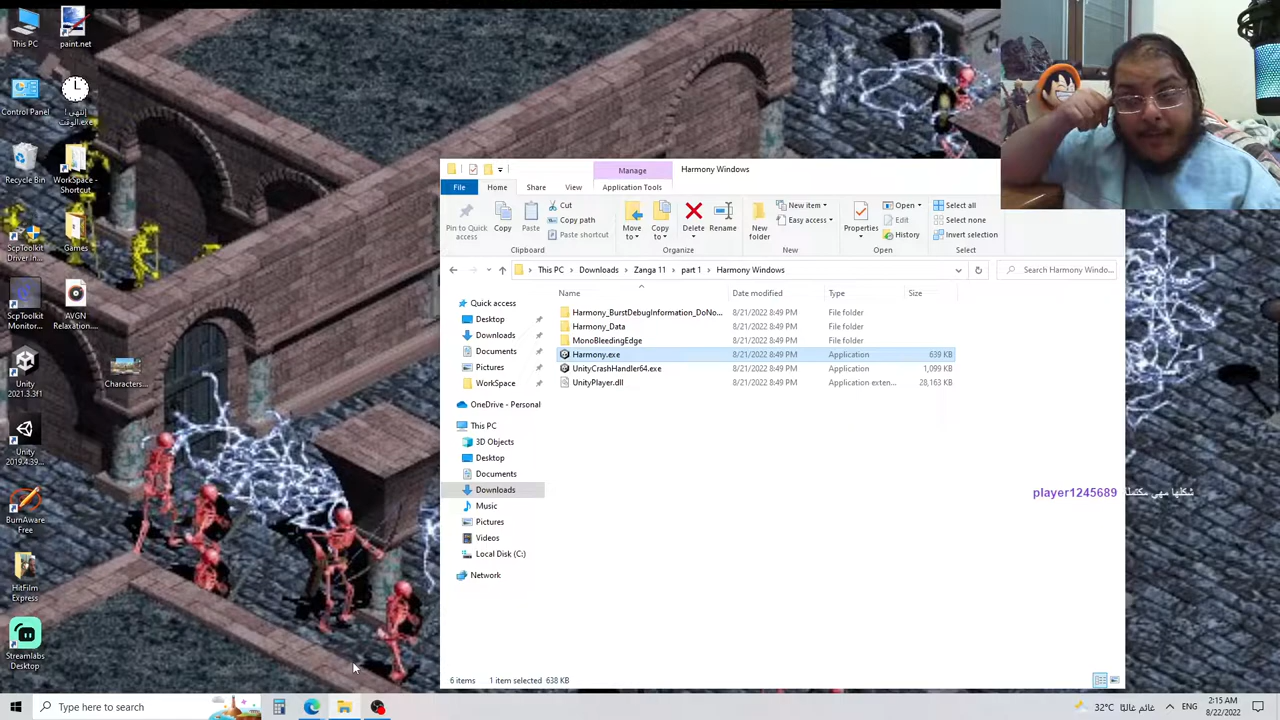 This PC
paint.net
Control Panel
إنتهى !
الوقت.exe
Recycle Bin
WorkSpace -
Shortcut
ScpToolkit
Driver In...
Games
ScpToolkit
Monitor...
AVGN
Relaxation...
Unity
2021.3.3f1
Characters...
Unity
2019.4.39...
BurnAware
Free
HitFilm
Express
Streamlabs
Desktop
Manage
Harmony Windows
File
Home
Share
View
Application Tools
Pin to Quick
access
Copy
Paste
Cut
Copy path
Paste shortcut
Clipboard
Move
to
Copy
to
Delete
Rename
Organize
New
folder
New item
Easy access
New
Properties
Open
Edit
History
Open
Select all
Select none
Invert selection
Select
This PC
Downloads
Zanga 11
part 1
Harmony Windows
Search Harmony Windo...
Name
Date modified
Type
Size
Harmony_BurstDebugInformation_DoNo...
8/21/2022 8:49 PM
File folder
Harmony_Data
8/21/2022 8:49 PM
File folder
MonoBleedingEdge
8/21/2022 8:49 PM
File folder
Harmony.exe
8/21/2022 8:49 PM
Application
639 KB
UnityCrashHandler64.exe
8/21/2022 8:49 PM
Application
1,099 KB
UnityPlayer.dll
8/21/2022 8:49 PM
Application exten...
28,163 KB
Quick access
Desktop
Downloads
Documents
Pictures
WorkSpace
OneDrive - Personal
This PC
3D Objects
Desktop
Documents
Downloads
Music
Pictures
Videos
Local Disk (C:)
Network
player1245689 شكلها مهي مكتملة
6 items
1 item selected 638 KB
Type here to search
32°C غائم غالبًا
ENG
2:15 AM
8/22/2022